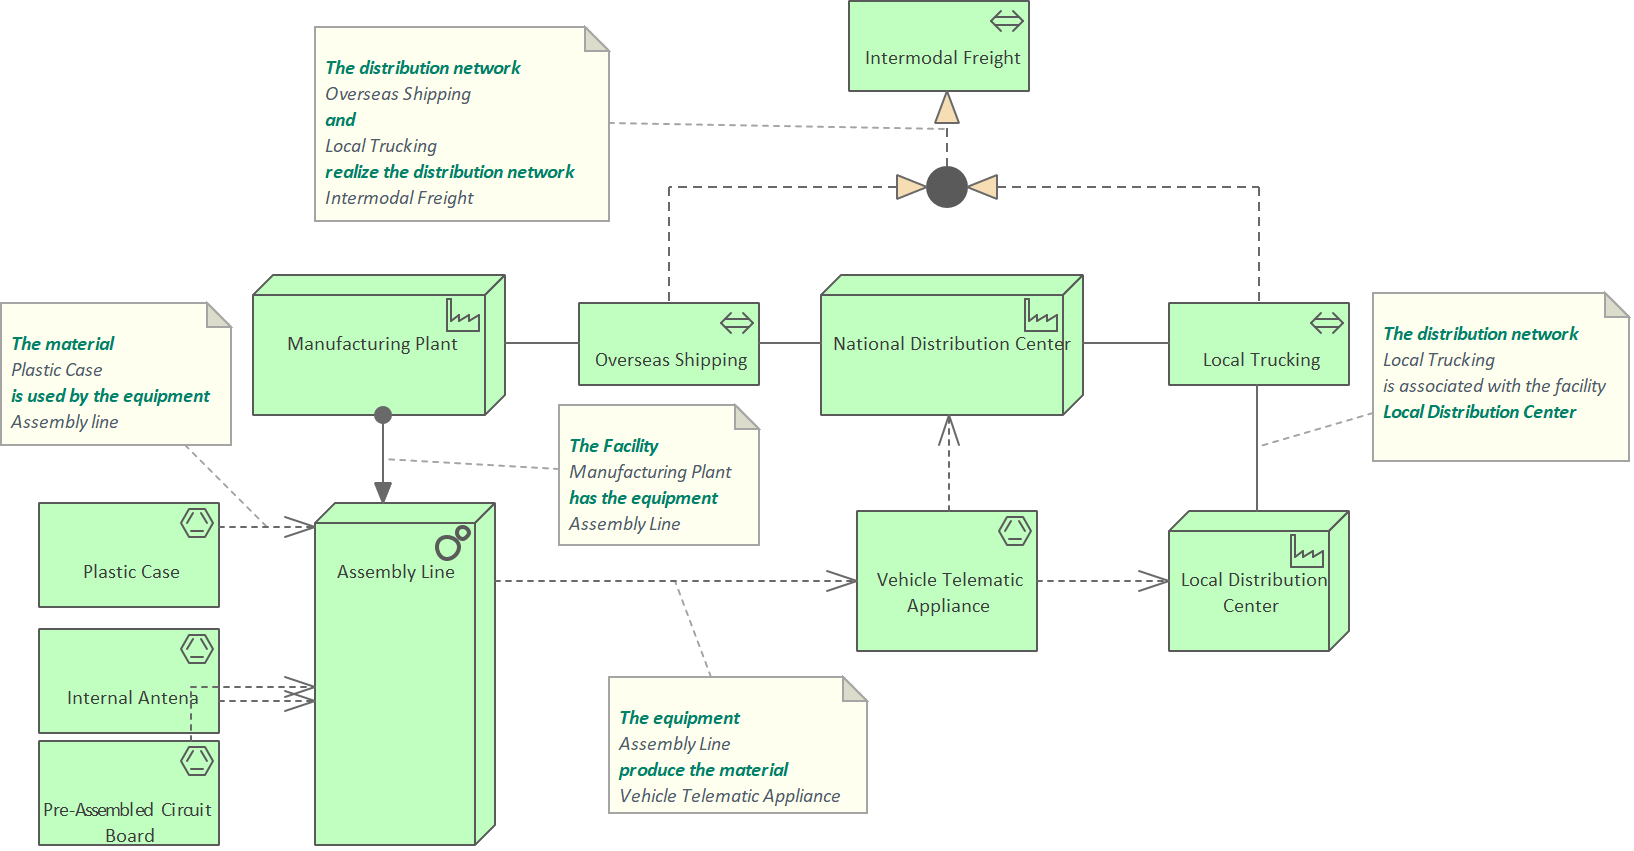 Intermodal Freight
The distribution network
Overseas Shipping
and
Local Trucking
realize the distribution network
Intermodal Freight
Manufacturing Plant
Overseas Shipping
National Distribution Center
Local Trucking
The material
Plastic Case
is used by the equipment
Assembly line
The distribution network
Local Trucking
is associated with the facility
Local Distribution Center
The Facility
Manufacturing Plant
has the equipment
Assembly Line
Plastic Case
Assembly Line
Vehicle Telematic
Appliance
Local Distribution
Center
Internal Antena
The equipment
Assembly Line
produce the material
Vehicle Telematic Appliance
Pre-Assembled Circuit
Board